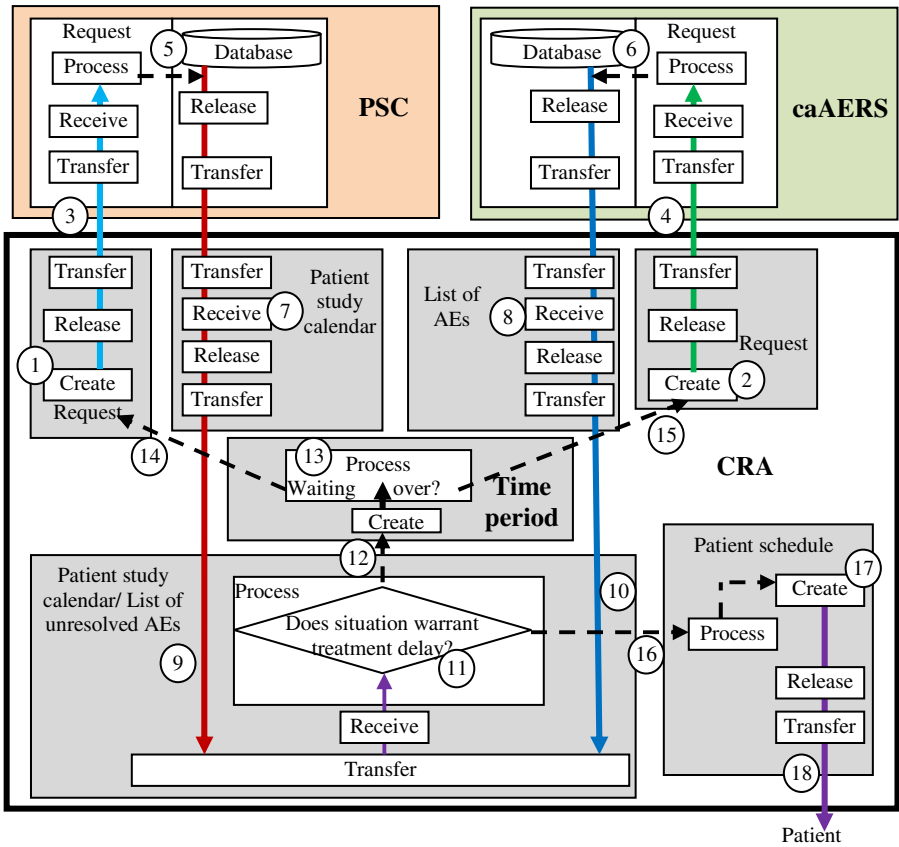 Request
Process
Receive
Transfer
3
5
Database
Release
Transfer
PSC
6
Database
Release
Transfer
Request
Process
Receive
Transfer
4
caAERS
Transfer
Release
1
Create
Request
Transfer
Receive
7
Release
Transfer
Patient
study
calendar
List of
AEs
8
Transfer
Receive
Release
Transfer
Transfer
Release
Request
Create
2
14
15
CRA
13
Process
Waiting over?
Create
Time
period
12
Patient study
calendar/ List of
unresolved AEs
9
Process
Does situation warrant
treatment delay?
11
10
Receive
Transfer
16
Patient schedule
17
Create
Process
Release
Transfer
18
Patient